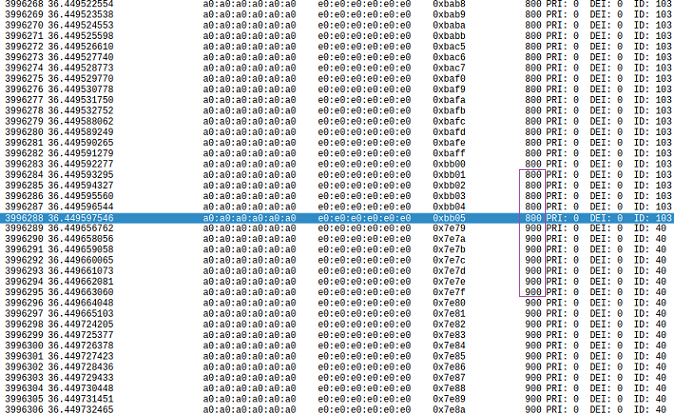 3996268 36.449522554 a0:a0:a0:a0:a0:a0 e0:e0:e0:e0:e0:e0 0xbab8 800 PRI: 0 DEI: 0 ID: 103
3996269 36.449523538 a0:a0:a0:a0:a0:a0 e0:e0:e0:e0:e0:e0 0xbab9 800 PRI: 0 DEI: 0 ID: 103
3996270 36.449524553 a0:a0:a0:a0:a0:a0 e0:e0:e0:e0:e0:e0 0xbaba 800 PRI: 0 DEI: 0 ID: 103
3996271 36.449525598 a0:a0:a0:a0:a0:a0 e0:e0:e0:e0:e0:e0 0xbabb 800 PRI: 0 DEI: 0 ID: 103
3996272 36.449526610 a0:a0:a0:a0:a0:a0 e0:e0:e0:e0:e0:e0 0xbac5 800 PRI: 0 DEI: 0 ID: 103
3996273 36.449527740 a0:a0:a0:a0:a0:a0 e0:e0:e0:e0:e0:e0 0xbac6 800 PRI: 0 DEI: 0 ID: 103
3996274 36.449528773 a0:a0:a0:a0:a0:a0 e0:e0:e0:e0:e0:e0 0xbac7 800 PRI: 0 DEI: 0 ID: 103
3996275 36.449529770 a0:a0:a0:a0:a0:a0 e0:e0:e0:e0:e0:e0 0xbaf0 800 PRI: 0 DEI: 0 ID: 103
3996276 36.449530778 a0:a0:a0:a0:a0:a0 e0:e0:e0:e0:e0:e0 0xbaf9 800 PRI: 0 DEI: 0 ID: 103
3996277 36.449531750 a0:a0:a0:a0:a0:a0 e0:e0:e0:e0:e0:e0 0xbafa 800 PRI: 0 DEI: 0 ID: 103
3996278 36.449532752 a0:a0:a0:a0:a0:a0 e0:e0:e0:e0:e0:e0 0xbafb 800 PRI: 0 DEI: 0 ID: 103
3996279 36.449588062 a0:a0:a0:a0:a0:a0 e0:e0:e0:e0:e0:e0 0xbafc 800 PRI: 0 DEI: 0 ID: 103
3996280 36.449589249 a0:a0:a0:a0:a0:a0 e0:e0:e0:e0:e0:e0 0xbafd 800 PRI: 0 DEI: 0 ID: 103
3996281 36.449590265 a0:a0:a0:a0:a0:a0 e0:e0:e0:e0:e0:e0 0xbafe 800 PRI: 0 DEI: 0 ID: 103
3996282 36.449591279 a0:a0:a0:a0:a0:a0 e0:e0:e0:e0:e0:e0 0xbaff 800 PRI: 0 DEI: 0 ID: 103
3996283 36.449592277 a0:a0:a0:a0:a0:a0 e0:e0:e0:e0:e0:e0 0xbb00 800 PRI: 0 DEI: 0 ID: 103
3996284 36.449593295 a0:a0:a0:a0:a0:a0 e0:e0:e0:e0:e0:e0 0xbb01 800 PRI: 0 DEI: 0 ID: 103
3996285 36.449594327 a0:a0:a0:a0:a0:a0 e0:e0:e0:e0:e0:e0 0xbb02 800 PRI: 0 DEI: 0 ID: 103
3996286 36.449595560 a0:a0:a0:a0:a0:a0 e0:e0:e0:e0:e0:e0 0xbb03 800 PRI: 0 DEI: 0 ID: 103
3996287 36.449596544 a0:a0:a0:a0:a0:a0 e0:e0:e0:e0:e0:e0 0xbb04 800 PRI: 0 DEI: 0 ID: 103
3996288 36.449597546 a0:a0:a0:a0:a0:a0 e0:e0:e0:e0:e0:e0 0xbb05 800 PRI: 0 DEI: 0 ID: 103
3996289 36.449656762 a0:a0:a0:a0:a0:a0 e0:e0:e0:e0:e0:e0 0x7e79 900 PRI: 0 DEI: 0 ID: 40
3996290 36.449658056 a0:a0:a0:a0:a0:a0 e0:e0:e0:e0:e0:e0 0x7e7a 900 PRI: 0 DEI: 0 ID: 40
3996291 36.449659058 a0:a0:a0:a0:a0:a0 e0:e0:e0:e0:e0:e0 0x7e7b 900 PRI: 0 DEI: 0 ID: 40
3996292 36.449660065 a0:a0:a0:a0:a0:a0 e0:e0:e0:e0:e0:e0 0x7e7c 900 PRI: 0 DEI: 0 ID: 40
3996293 36.449661073 a0:a0:a0:a0:a0:a0 e0:e0:e0:e0:e0:e0 0x7e7d 900 PRI: 0 DEI: 0 ID: 40
3996294 36.449662081 a0:a0:a0:a0:a0:a0 e0:e0:e0:e0:e0:e0 0x7e7e 900 PRI: 0 DEI: 0 ID: 40
3996295 36.449663060 a0:a0:a0:a0:a0:a0 e0:e0:e0:e0:e0:e0 0x7e7f 900 PRI: 0 DEI: 0 ID: 40
3996296 36.449664048 a0:a0:a0:a0:a0:a0 e0:e0:e0:e0:e0:e0 0x7e80 900 PRI: 0 DEI: 0 ID: 40
3996297 36.449665103 a0:a0:a0:a0:a0:a0 e0:e0:e0:e0:e0:e0 0x7e81 900 PRI: 0 DEI: 0 ID: 40
3996298 36.449724205 a0:a0:a0:a0:a0:a0 e0:e0:e0:e0:e0:e0 0x7e82 900 PRI: 0 DEI: 0 ID: 40
3996299 36.449725377 a0:a0:a0:a0:a0:a0 e0:e0:e0:e0:e0:e0 0x7e83 900 PRI: 0 DEI: 0 ID: 40
3996300 36.449726378 a0:a0:a0:a0:a0:a0 e0:e0:e0:e0:e0:e0 0x7e84 900 PRI: 0 DEI: 0 ID: 40
3996301 36.449727423 a0:a0:a0:a0:a0:a0 e0:e0:e0:e0:e0:e0 0x7e85 900 PRI: 0 DEI: 0 ID: 40
3996302 36.449728436 a0:a0:a0:a0:a0:a0 e0:e0:e0:e0:e0:e0 0x7e86 900 PRI: 0 DEI: 0 ID: 40
3996303 36.449729433 a0:a0:a0:a0:a0:a0 e0:e0:e0:e0:e0:e0 0x7e87 900 PRI: 0 DEI: 0 ID: 40
3996304 36.449730448 a0:a0:a0:a0:a0:a0 e0:e0:e0:e0:e0:e0 0x7e88 900 PRI: 0 DEI: 0 ID: 40
3996305 36.449731451 a0:a0:a0:a0:a0:a0 e0:e0:e0:e0:e0:e0 0x7e89 900 PRI: 0 DEI: 0 ID: 40
3996306 36.449732465 a0:a0:a0:a0:a0:a0 e0:e0:e0:e0:e0:e0 0x7e8a 900 PRI: 0 DEI: 0 ID: 40